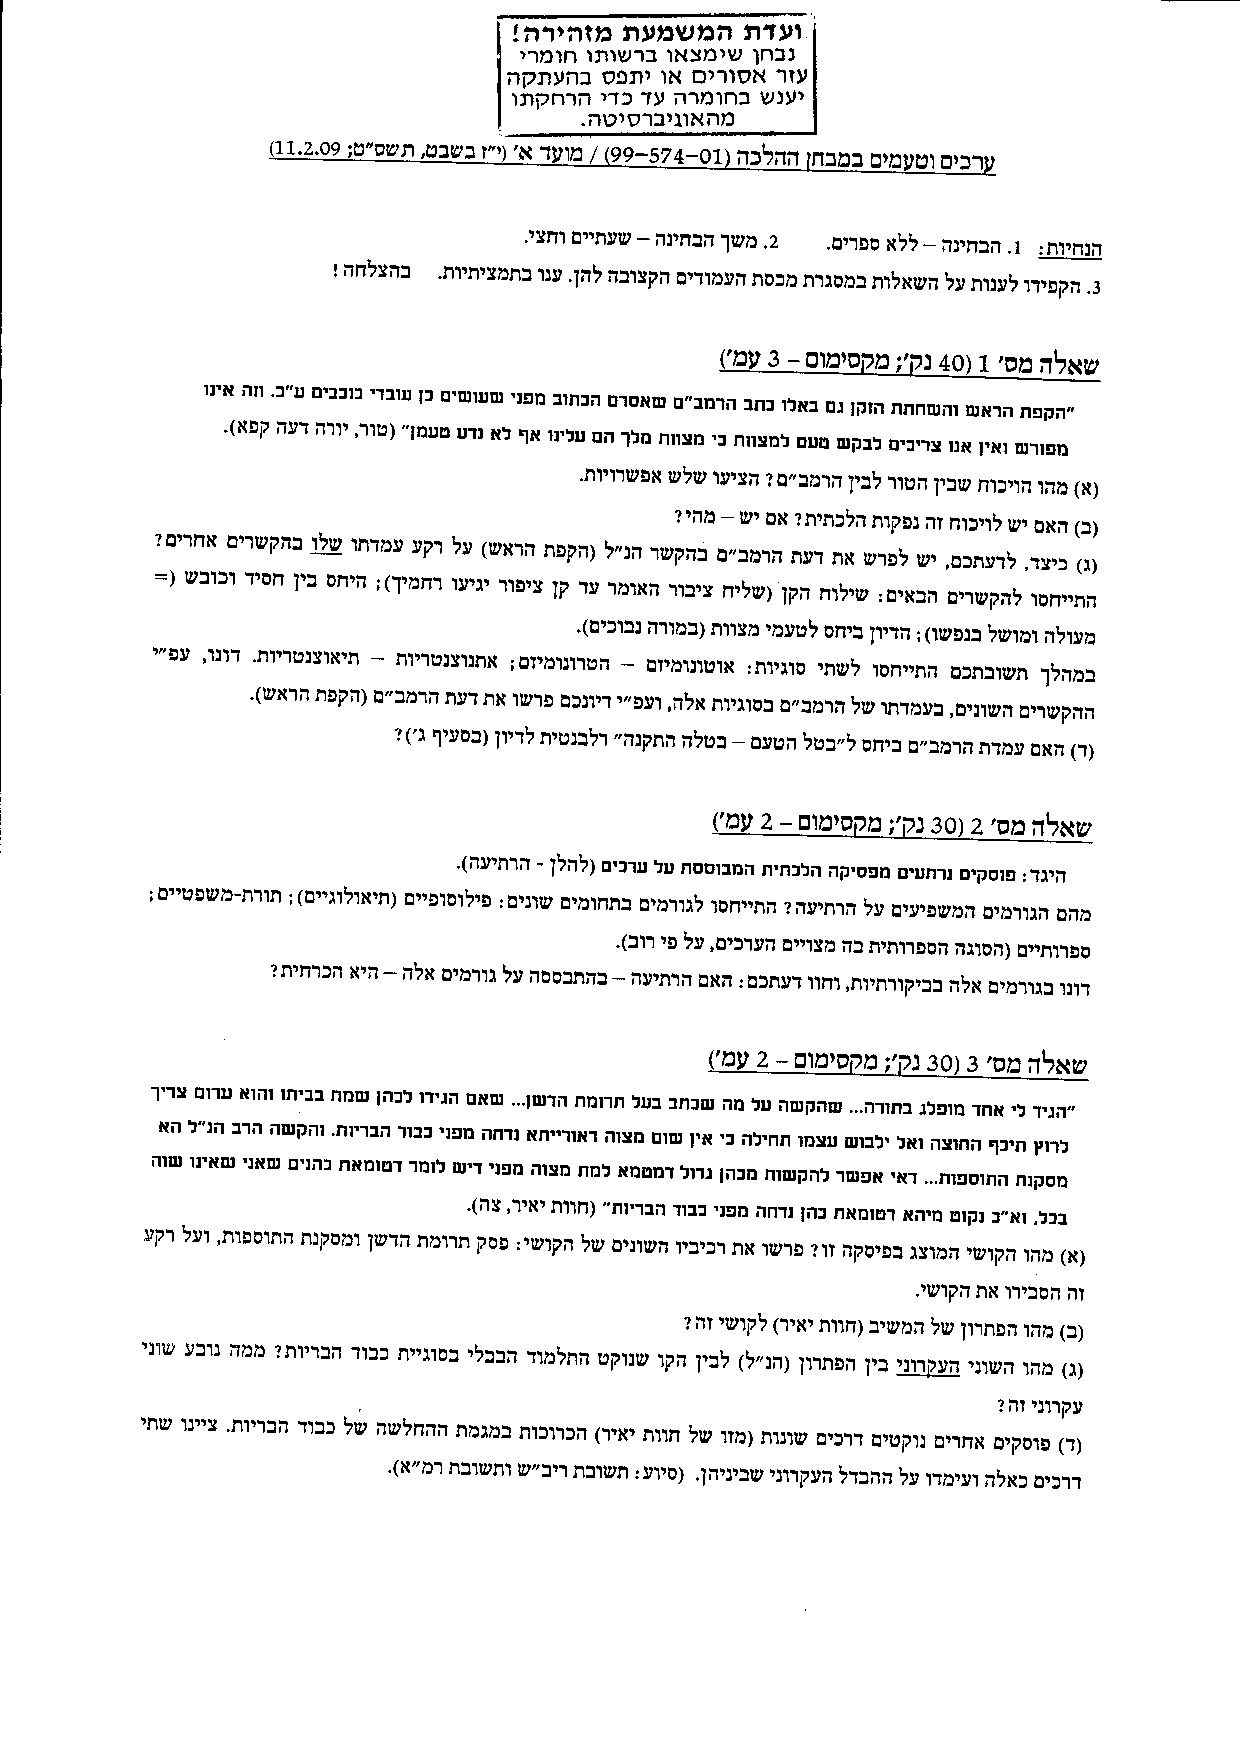 ועדת המשמעת מזהירה!
נבחן שימצאו ברשותו חומרי
עזר אסורים או יתפס בהעתקה
יענש בחומרה עד כדי הרחקתו
מהאוניברסיטה.
ערכים וטעמים במבחן ההלכה (99-574-01) / מועד א' (י"ז בשבט, תשס"ט; 11.2.09)
הנחיות: 1. הבחינה – ללא ספרים. 2. משך הבחינה – שעתיים וחצי.
3. הקפידו לענות על השאלות במסגרת מכסת העמודים הקצובה להן. ענו בתמציתיות. בהצלחה!
שאלה מס' 1 (40 נק'; מקסימום – 3 עמ')
"הקפת הראש והשחתת הזקן גם באלו כתב הרמב"ם שאסרם הכתוב מפני שעושים כן עובדי כוכבים ע"כ. וזה אינו
מפורש ואין אנו צריכים לבקש טעם למצוות כי מצוות מלך הם עלינו אף לא נדע טעמן" (טור, יורה דעה קפא).
(א) מהו הויכוח שבין הטור לבין הרמב"ם? הציעו שלש אפשרויות.
(ב) האם יש לויכוח זה נפקות הלכתית? אם יש – מהי?
(ג) כיצד, לדעתכם, יש לפרש את דעת הרמב"ם בהקשר הנ"ל (הקפת הראש) על רקע עמדתו שלו בהקשרים אחרים?
התייחסו להקשרים הבאים: שילוח הקן (שליח ציבור האומר עד קן ציפור יגיעו רחמיך); היחס בין חסיד וכובש (=
מעולה ומושל בנפשו); הדיון ביחס לטעמי מצוות (במורה נבוכים).
במהלך תשובתכם התייחסו לשתי סוגיות: אוטונומיזם – הטרונומיזם; אתנוצנטריות – תיאוצנטריות. דונו, עפ"י
ההקשרים השונים, בעמדתו של הרמב"ם בסוגיות אלה, ועפ"י דיונכם פרשו את דעת הרמב"ם (הקפת הראש).
(ד) האם עמדת הרמב"ם ביחס ל"בטל הטעם – בטלה התקנה" רלבנטית לדיון (בסעיף ג')?
שאלה מס' 2 (30 נק'; מקסימום – 2 עמ')
היגד: פוסקים נרתעים מפסיקה הלכתית המבוססת על ערכים (להלן - הרתיעה).
מהם הגורמים המשפיעים על הרתיעה? התייחסו לגורמים בתחומים שונים: פילוסופיים (תיאולוגיים); תורת-משפטיים;
ספרותיים (הסוגה הספרותית בה מצויים הערכים, על פי רוב).
דונו בגורמים אלה בביקורתיות, וחוו דעתכם: האם הרתיעה – בהתבססה על גורמים אלה – היא הכרחית?
שאלה מס' 3 (30 נק'; מקסימום – 2 עמ')
"הגיד לי אחד מופלג בתורה... שהקשה על מה שכתב בעל תרומת הדשן... שאם הגידו לכהן שמת בביתו והוא ערום צריך
לרוץ תיכף החוצה ואל ילבוש עצמו תחילה כי אין שום מצוה דאורייתא נדחה מפני כבוד הבריות. והקשה הרב הנ"ל הא
מסקנת התוספות... דאי אפשר להקשות מכהן גדול דמטמא למת מצוה מפני דיש לומר דטומאת כהנים שאני שאינו שוה
בכל, וא"כ נקוט מיהא דטומאת כהן נדחה מפני כבוד הבריות" (חוות יאיר, צה).
(א) מהו הקושי המוצג בפיסקה זו? פרשו את רכיביו השונים של הקושי: פסק תרומת הדשן ומסקנת התוספות, ועל רקע
זה הסבירו את הקושי.
(ב) מהו הפתרון של המשיב (חוות יאיר) לקושי זה?
(ג) מהו השוני העקרוני בין הפתרון (הנ"ל) לבין הקו שנוקט התלמוד הבבלי בסוגיית כבוד הבריות? ממה נובע שוני
עקרוני זה?
(ד) פוסקים אחרים נוקטים דרכים שונות (מזו של חוות יאיר) הכרוכות במגמת ההחלשה של כבוד הבריות. ציינו שתי
דרכים כאלה ועימדו על ההבדל העקרוני שביניהן. (סיוע: תשובת ריב"ש ותשובת רמ"א).